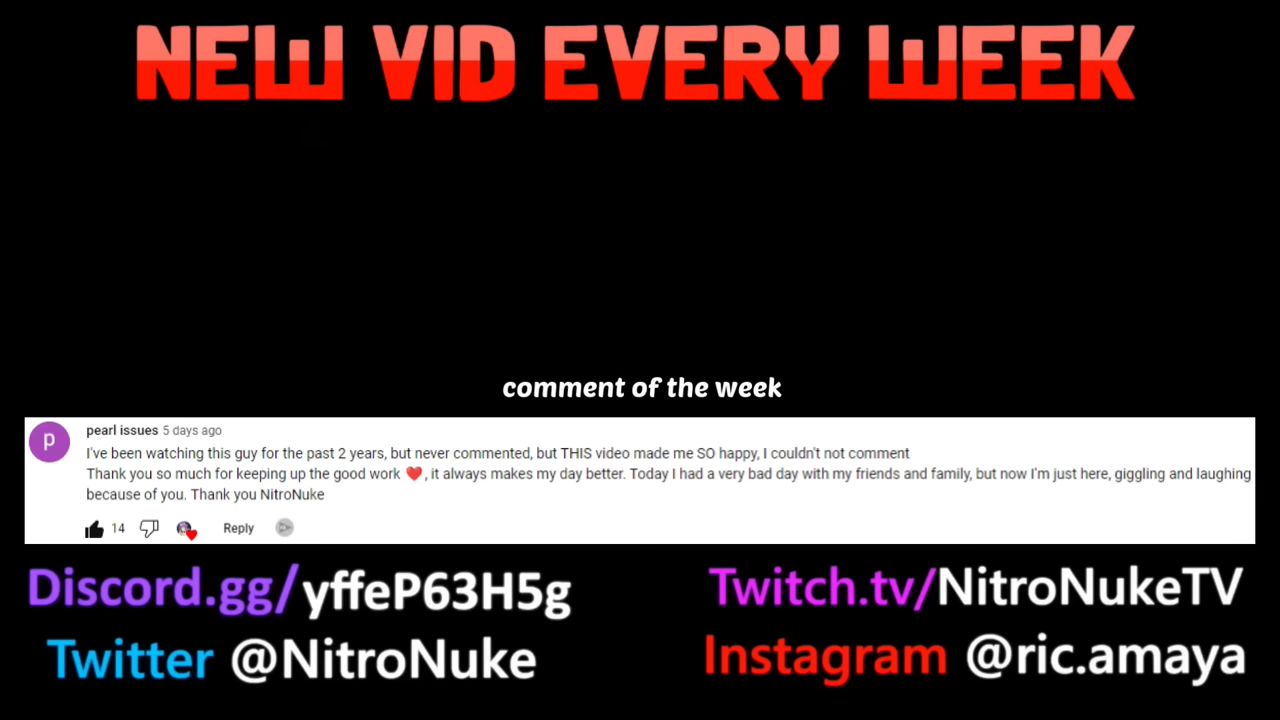 NEW VID EVERY WEEK
comment of the week
p
pearl issues 5 days ago
I've been watching this guy for the past 2 years, but never commented, but THIS video made me SO happy, I couldn't not comment
Thank you so much for keeping up the good work ❤️, it always makes my day better. Today I had a very bad day with my friends and family, but now I'm just here, giggling and laughing
because of you. Thank you NitroNuke
14 Reply
Discord.gg/yffeP63H5g
Twitch.tv/NitroNukeTV
Twitter @NitroNuke
Instagram @ric.amaya